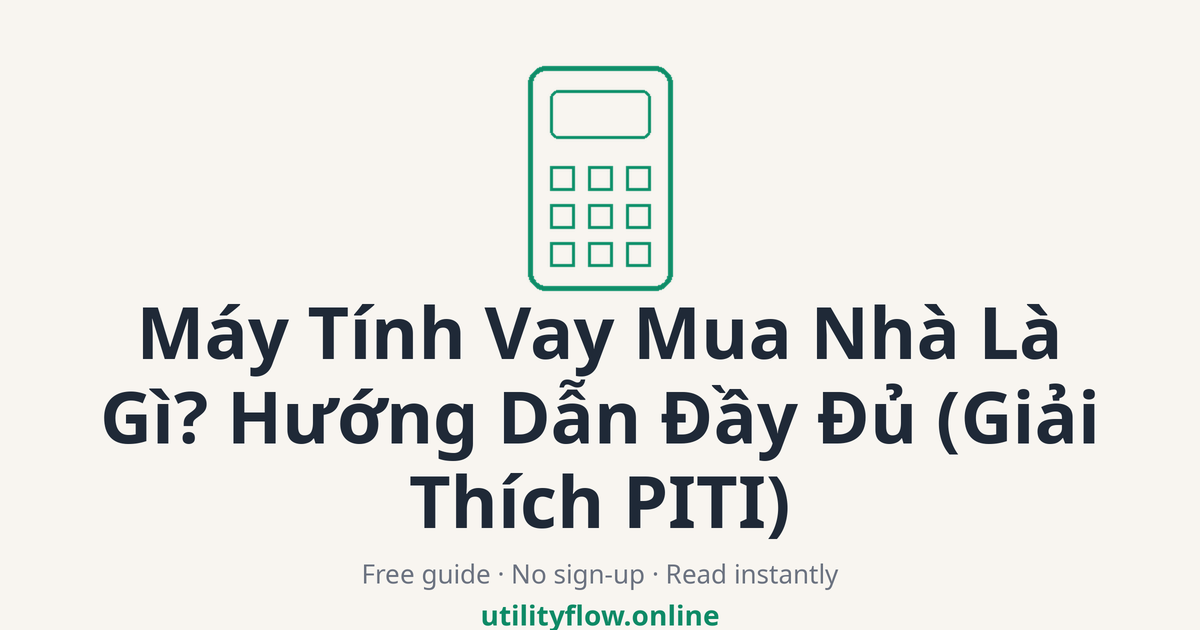 Máy Tính Vay Mua Nhà Là
Gì? Hướng Dẫn Đầy Đủ (Giải
Thích PITI)
Free guide · No sign-up · Read instantly
utilityflow.online